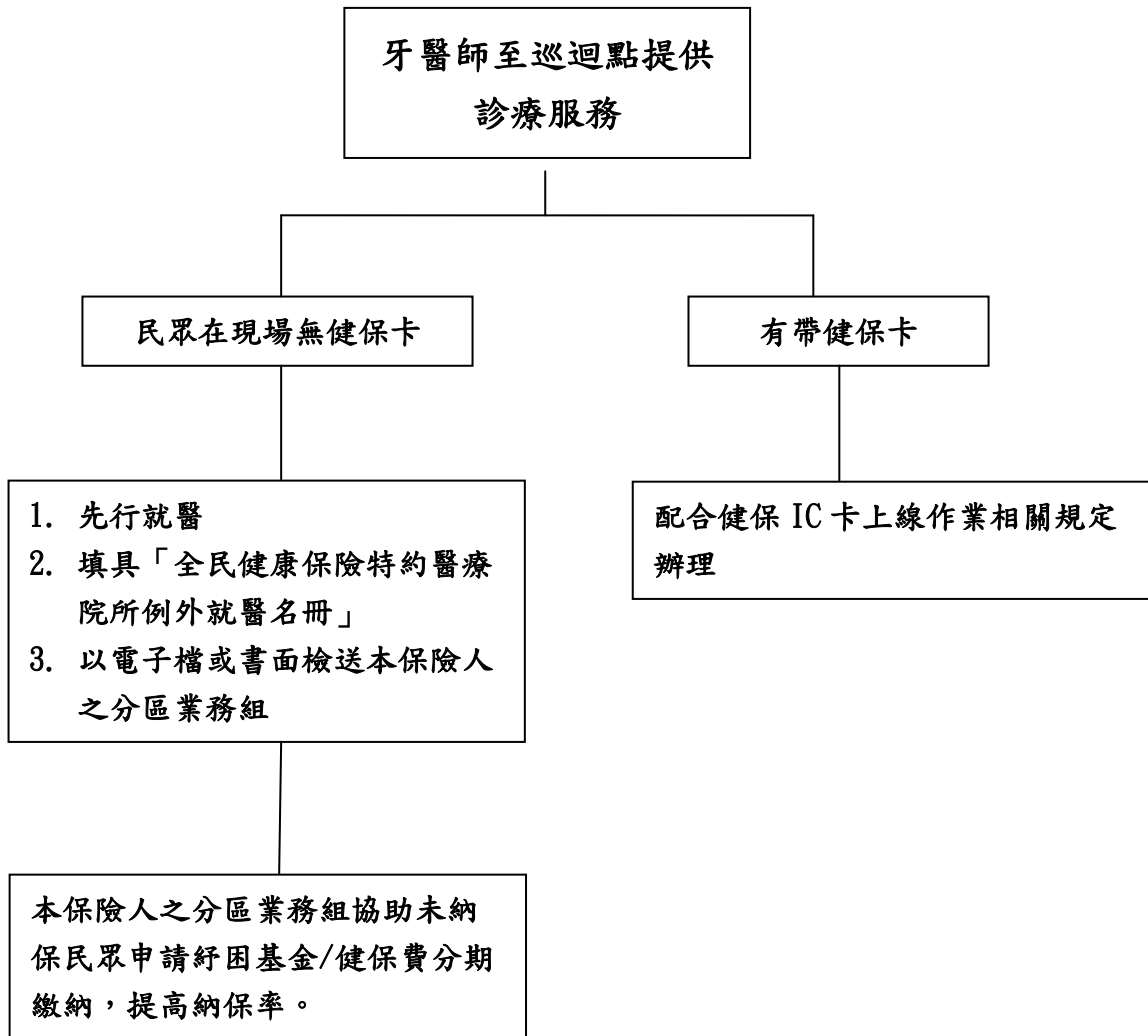 牙醫師至巡迴點提供
診療服務
民眾在現場無健保卡
有帶健保卡
1. 先行就醫
2. 填具「全民健康保險特約醫療
院所例外就醫名冊」
3. 以電子檔或書面檢送本保險人
之分區業務組
配合健保 IC 卡上線作業相關規定
辦理
本保險人之分區業務組協助未納
保民眾申請紓困基金/健保費分期
繳納，提高納保率。